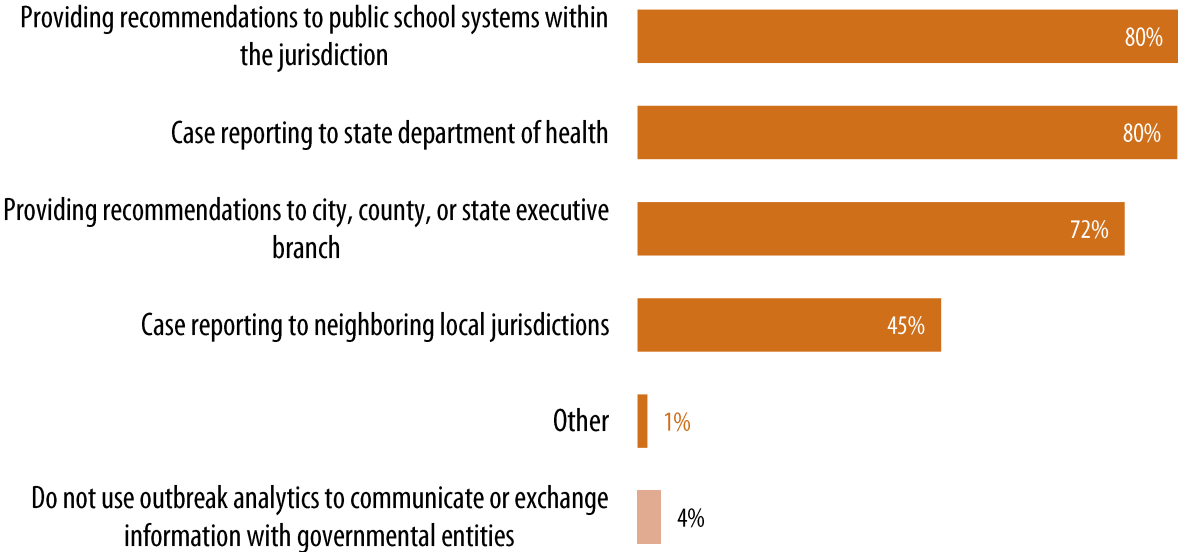 Providing recommendations to public school systems within
the jurisdiction
80%
Case reporting to state department of health
80%
Providing recommendations to city, county, or state executive
branch
72%
Case reporting to neighboring local jurisdictions
45%
Other
1%
Do not use outbreak analytics to communicate or exchange
information with governmental entities
4%